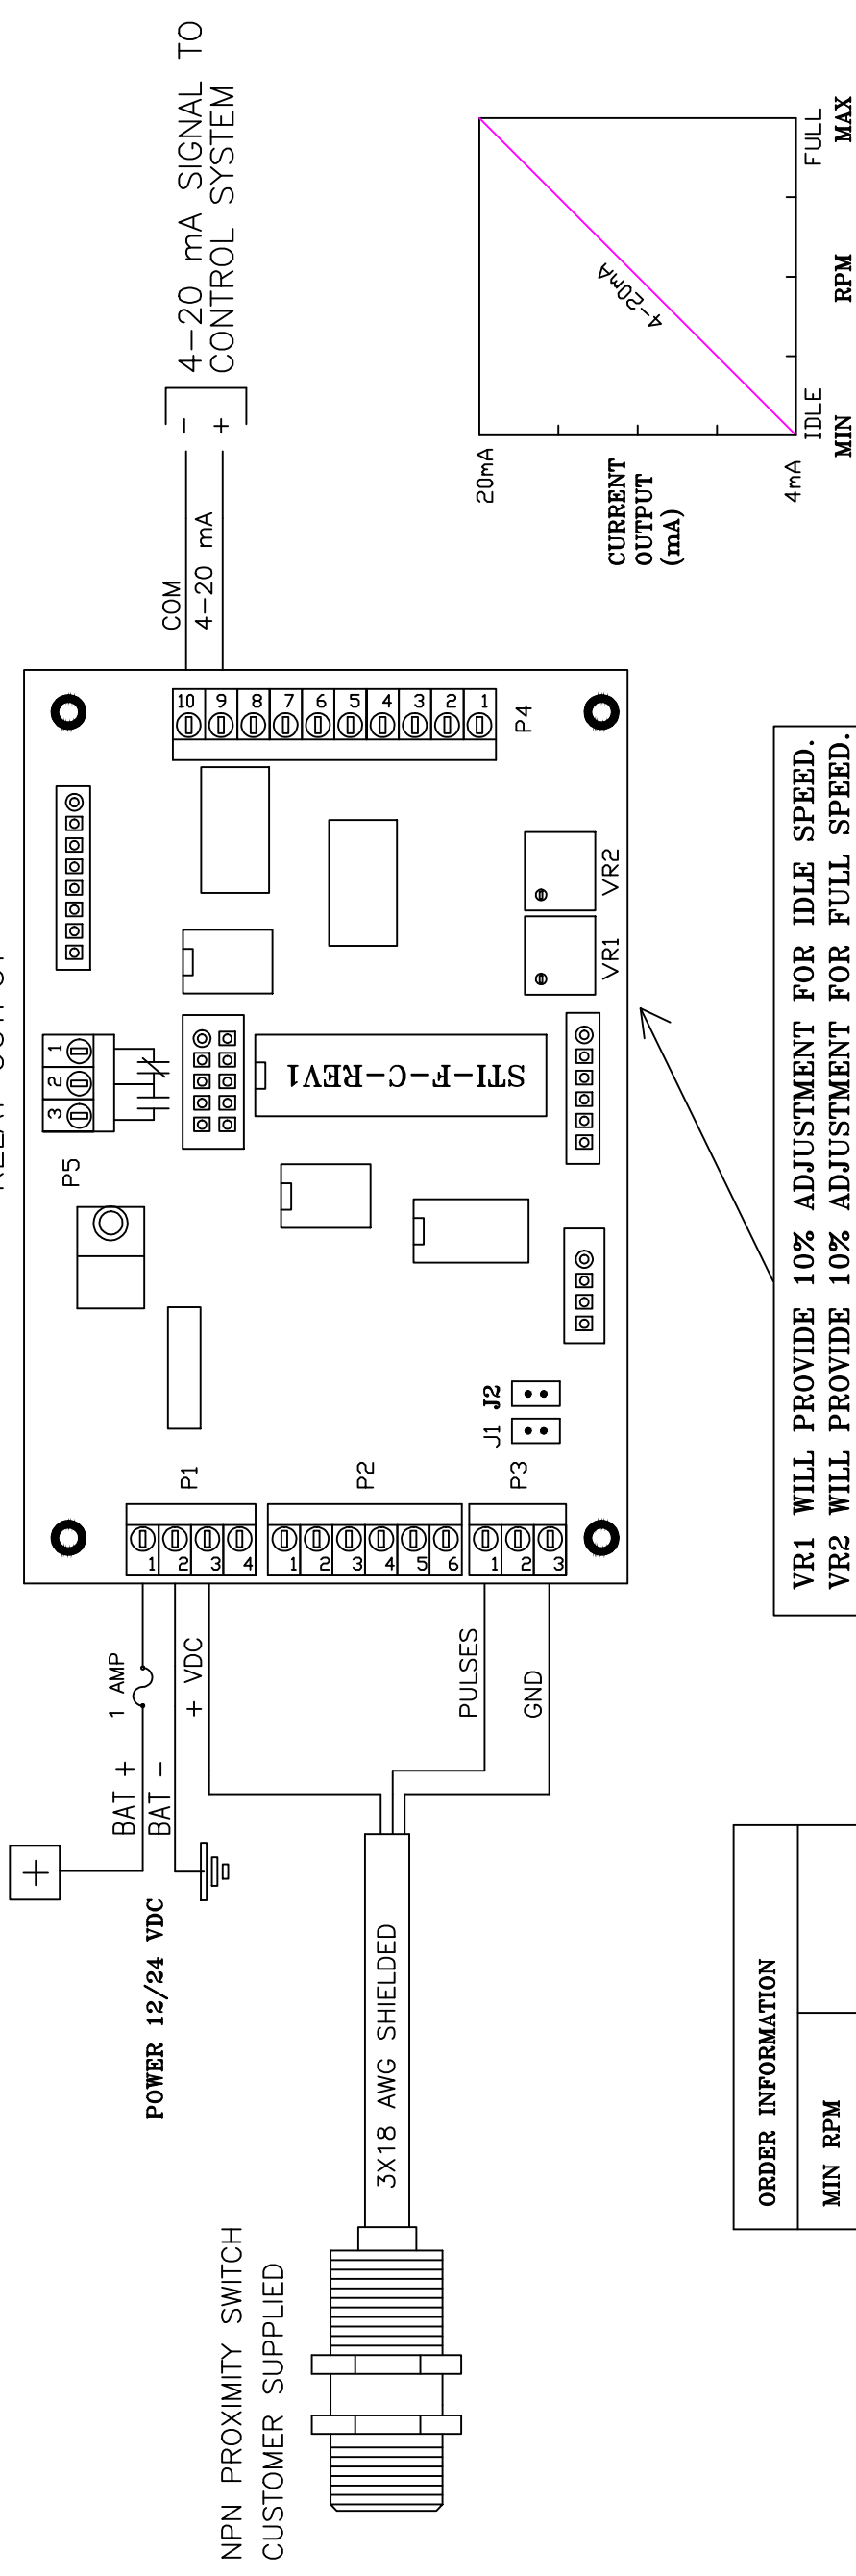 RELAY OUTPUT
P5
3
2
1
+
BAT +
1 AMP
BAT -
+ VDC
POWER 12/24 VDC
1
2
3
4
P1
1
2
3
4
5
6
P2
PULSES
GND
1
2
3
P3
J1
J2
STI-F-C-REV1
VR1
VR2
10
9
8
7
6
5
4
3
2
1
P4
COM
4-20 mA
-
+
4-20 mA SIGNAL TO
CONTROL SYSTEM
NPN PROXIMITY SWITCH
CUSTOMER SUPPLIED
3X18 AWG SHIELDED
20mA
CURRENT
OUTPUT
(mA)
4mA
4-20mA
IDLE
FULL
MIN
RPM
MAX
VR1 WILL PROVIDE 10% ADJUSTMENT FOR IDLE SPEED.
VR2 WILL PROVIDE 10% ADJUSTMENT FOR FULL SPEED.
ORDER INFORMATION
MIN RPM